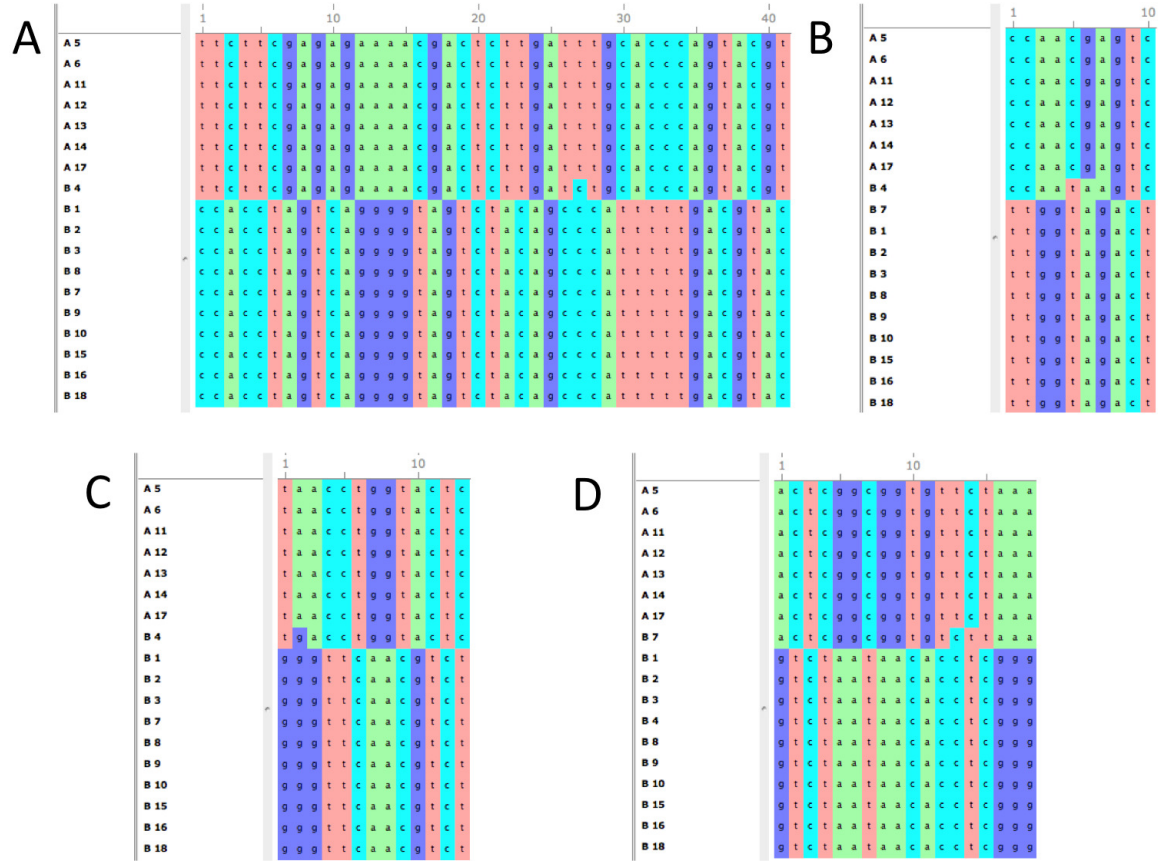 A
1 10 20 30 40
A 5 t t c t t c g a g a g a a a a c g a c t c t t g a t t t g c a c c c a g t a c g t
A 6 t t c t t c g a g a g a a a a c g a c t c t t g a t t t g c a c c c a g t a c g t
A 11 t t c t t c g a g a g a a a a c g a c t c t t g a t t t g c a c c c a g t a c g t
A 12 t t c t t c g a g a g a a a a c g a c t c t t g a t t t g c a c c c a g t a c g t
A 13 t t c t t c g a g a g a a a a c g a c t c t t g a t t t g c a c c c a g t a c g t
A 14 t t c t t c g a g a g a a a a c g a c t c t t g a t t t g c a c c c a g t a c g t
A 17 t t c t t c g a g a g a a a a c g a c t c t t g a t t t g c a c c c a g t a c g t
B 4 t t c t t c g a g a g a a a a c g a c t c t t g a t c t g c a c c c a g t a c g t
B 1 c c a c c t a g t c a g g g g t a g t c t a c a g c c c a t t t t t g a c g t a c
B 2 c c a c c t a g t c a g g g g t a g t c t a c a g c c c a t t t t t g a c g t a c
B 3 c c a c c t a g t c a g g g g t a g t c t a c a g c c c a t t t t t g a c g t a c
B 8 c c a c c t a g t c a g g g g t a g t c t a c a g c c c a t t t t t g a c g t a c
B 7 c c a c c t a g t c a g g g g t a g t c t a c a g c c c a t t t t t g a c g t a c
B 9 c c a c c t a g t c a g g g g t a g t c t a c a g c c c a t t t t t g a c g t a c
B 10 c c a c c t a g t c a g g g g t a g t c t a c a g c c c a t t t t t g a c g t a c
B 15 c c a c c t a g t c a g g g g t a g t c t a c a g c c c a t t t t t g a c g t a c
B 16 c c a c c t a g t c a g g g g t a g t c t a c a g c c c a t t t t t g a c g t a c
B 18 c c a c c t a g t c a g g g g t a g t c t a c a g c c c a t t t t t g a c g t a c
B
1 10
A 5 c c a a c g a g t c
A 6 c c a a c g a g t c
A 11 c c a a c g a g t c
A 12 c c a a c g a g t c
A 13 c c a a c g a g t c
A 14 c c a a c g a g t c
A 17 c c a a c g a g t c
B 4 c c a a t a a g t c
B 7 t t g g t a g a c t
B 1 t t g g t a g a c t
B 2 t t g g t a g a c t
B 3 t t g g t a g a c t
B 8 t t g g t a g a c t
B 9 t t g g t a g a c t
B 10 t t g g t a g a c t
B 15 t t g g t a g a c t
B 16 t t g g t a g a c t
B 18 t t g g t a g a c t
C
1 10
A 5 t a a c c t g g t a c t c
A 6 t a a c c t g g t a c t c
A 11 t a a c c t g g t a c t c
A 12 t a a c c t g g t a c t c
A 13 t a a c c t g g t a c t c
A 14 t a a c c t g g t a c t c
A 17 t a a c c t g g t a c t c
B 4 t g a c c t g g t a c t c
B 1 g g g t t c a a c g t c t
B 2 g g g t t c a a c g t c t
B 3 g g g t t c a a c g t c t
B 7 g g g t t c a a c g t c t
B 8 g g g t t c a a c g t c t
B 9 g g g t t c a a c g t c t
B 10 g g g t t c a a c g t c t
B 15 g g g t t c a a c g t c t
B 16 g g g t t c a a c g t c t
B 18 g g g t t c a a c g t c t
D
1 10
A 5 a c t c g g c g g t g t t c t a a a
A 6 a c t c g g c g g t g t t c t a a a
A 11 a c t c g g c g g t g t t c t a a a
A 12 a c t c g g c g g t g t t c t a a a
A 13 a c t c g g c g g t g t t c t a a a
A 14 a c t c g g c g g t g t t c t a a a
A 17 a c t c g g c g g t g t t c t a a a
B 7 a c t c g g c g g t g t c t t a a a
B 1 g t c t a a t a a c a c c t c g g g
B 2 g t c t a a t a a c a c c t c g g g
B 3 g t c t a a t a a c a c c t c g g g
B 4 g t c t a a t a a c a c c t c g g g
B 8 g t c t a a t a a c a c c t c g g g
B 9 g t c t a a t a a c a c c t c g g g
B 10 g t c t a a t a a c a c c t c g g g
B 15 g t c t a a t a a c a c c t c g g g
B 16 g t c t a a t a a c a c c t c g g g
B 18 g t c t a a t a a c a c c t c g g g